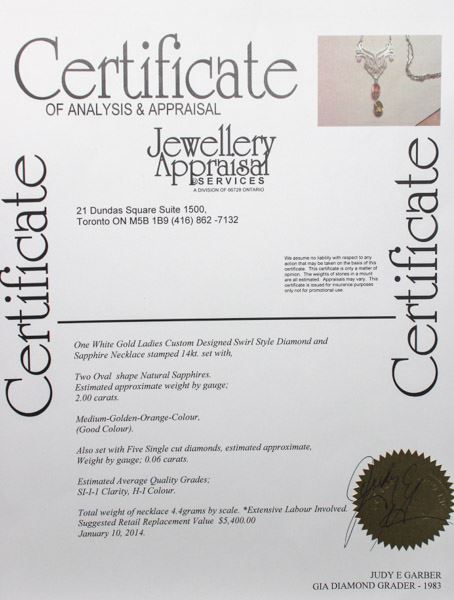 Certificate
OF ANALYSIS & APPRAISAL
Jewellery
Appraisal
SERVICES
A DIVISION OF 06728 ONTARIO
21 Dundas Square Suite 1500,
Toronto ON M5B 1B9 (416) 862 -7132
Certificate
Certificate
We assume no liability with respect to any
action that may be taken on the basis of this
certificate. This certificate is only a matter of
opinion. The weights of stones in a mount
are all estimated Appraisals may vary. This
certificate is issued for insurance purposes
only not for promotional use.
One White Gold Ladies Custom Designed Swirl Style Diamond and
Sapphire Necklace stamped 14kt. set with,
Two Oval shape Natural Sapphires.
Estimated approximate weight by gauge;
2.00 carats.
Medium-Golden-Orange-Colour,
(Good Colour).
Also set with Five Single cut diamonds, estimated approximate,
Weight by gauge; 0.06 carats.
Estimated Average Quality Grades;
SI-I-1 Clarity, H-I Colour.
Total weight of necklace 4.4grams by scale. *Extensive Labour Involved.
Suggested Retail Replacement Value $5,400.00
January 10, 2014.
JUDY E GARBER
GIA DIAMOND GRADER - 1983